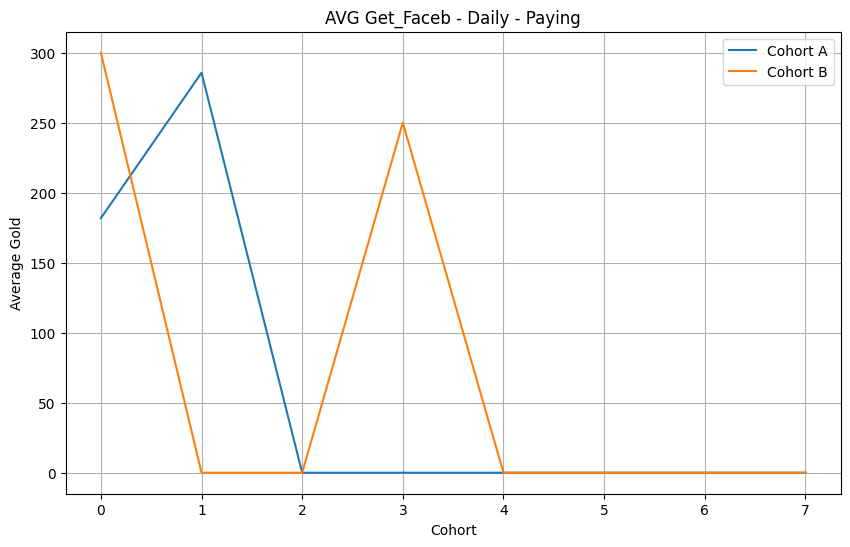 AVG Get_Faceb - Daily - Paying
Cohort A
Cohort B
Average Gold
300
250
200
150
100
50
0
0 1 2 3 4 5 6 7
Cohort